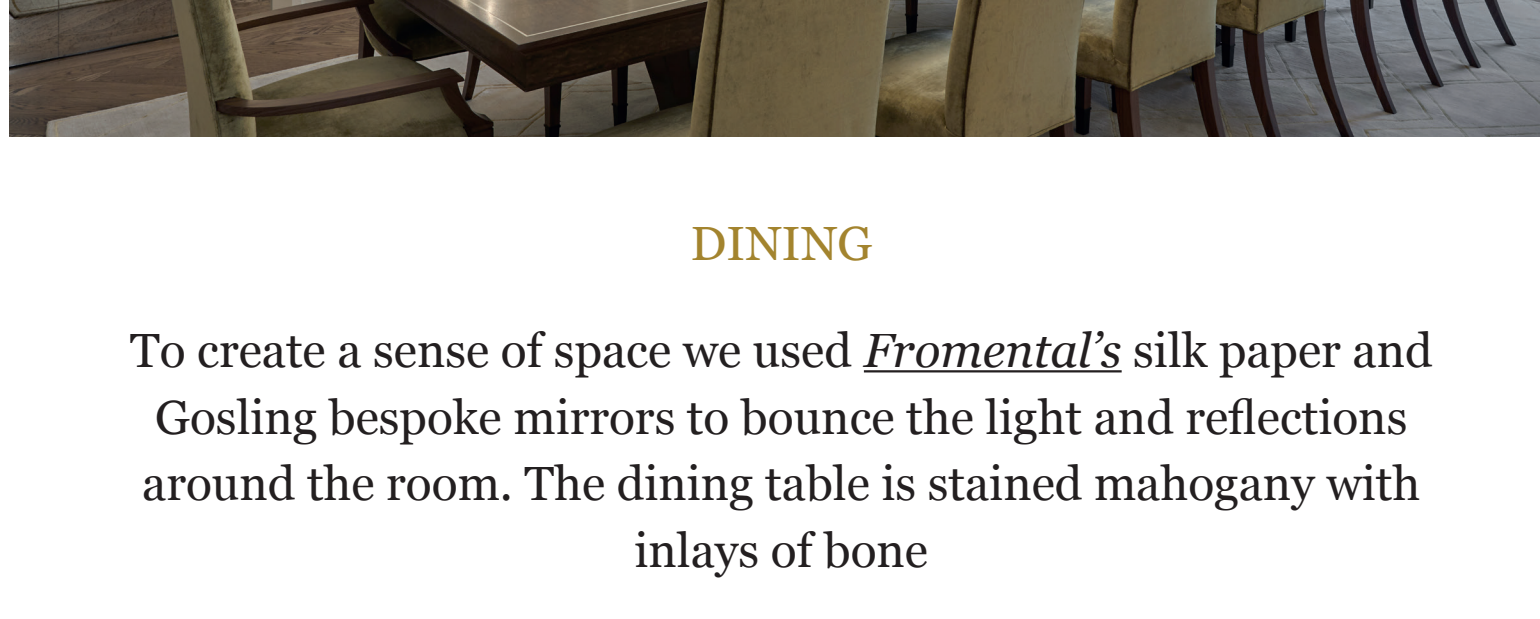 DINING
To create a sense of space we used Fromental’s silk paper and
Gosling bespoke mirrors to bounce the light and reflections
around the room. The dining table is stained mahogany with
inlays of bone